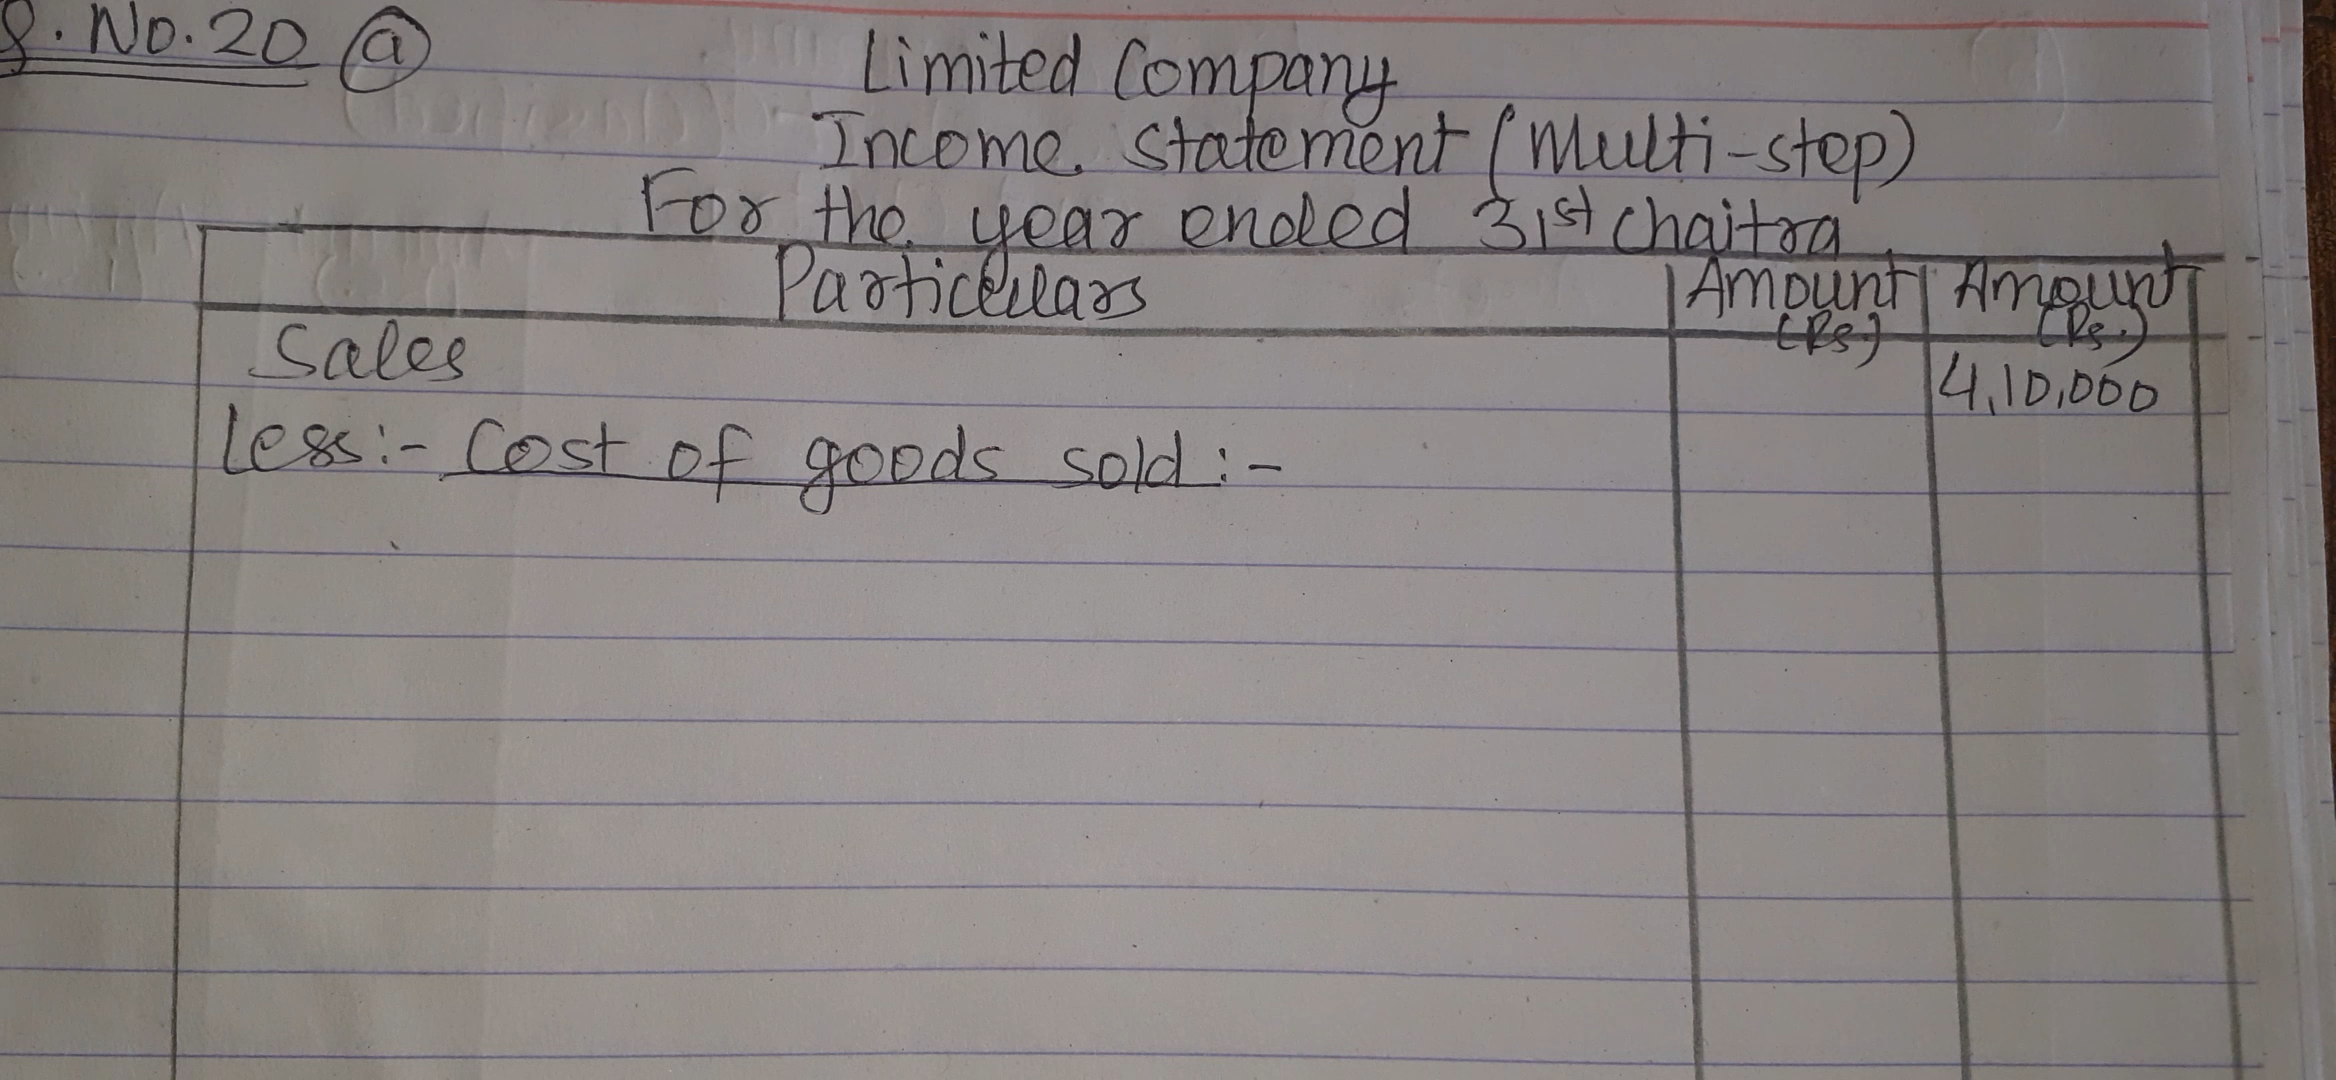 Q. No. 20 (a)
Limited Company
Income Statement (Multi-step)
For the year ended 31st chaitra
Particulars Amount (Rs.) Amount (Rs.)
Sales 4,10,000
Less:- Cost of goods sold:-